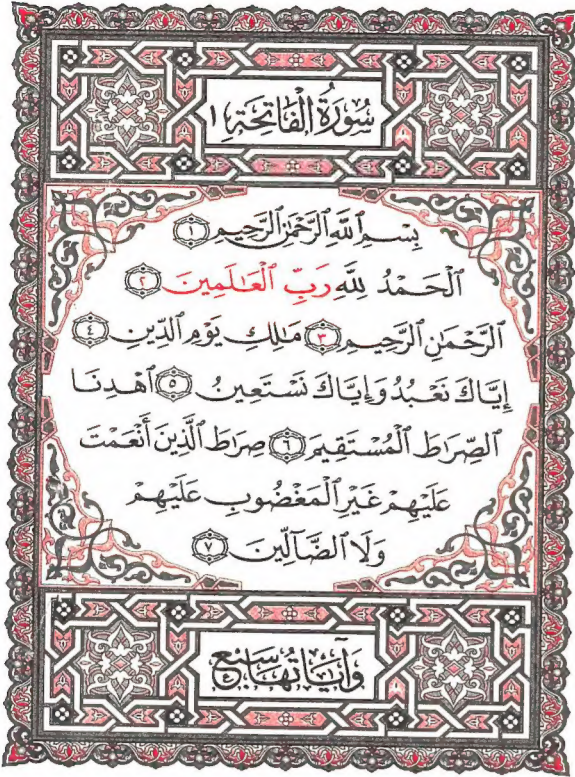 سُورَةُ الْفَاتِحَةِ ١
بِسْمِ ٱللَّهِ ٱلرَّحْمَٰنِ ٱلرَّحِيمِ ١
ٱلْحَمْدُ لِلَّهِ رَبِّ ٱلْعَٰلَمِينَ ٢
ٱلرَّحْمَٰنِ ٱلرَّحِيمِ ٣ مَٰلِكِ يَوْمِ ٱلدِّينِ ٤
إِيَّاكَ نَعْبُدُ وَإِيَّاكَ نَسْتَعِينُ ٥ ٱهْدِنَا
ٱلصِّرَٰطَ ٱلْمُسْتَقِيمَ ٦ صِرَٰطَ ٱلَّذِينَ أَنْعَمْتَ
عَلَيْهِمْ غَيْرِ ٱلْمَغْضُوبِ عَلَيْهِمْ
وَلَا ٱلضَّآلِّينَ ٧
وَآيَاتُهَا سَبْعٌ